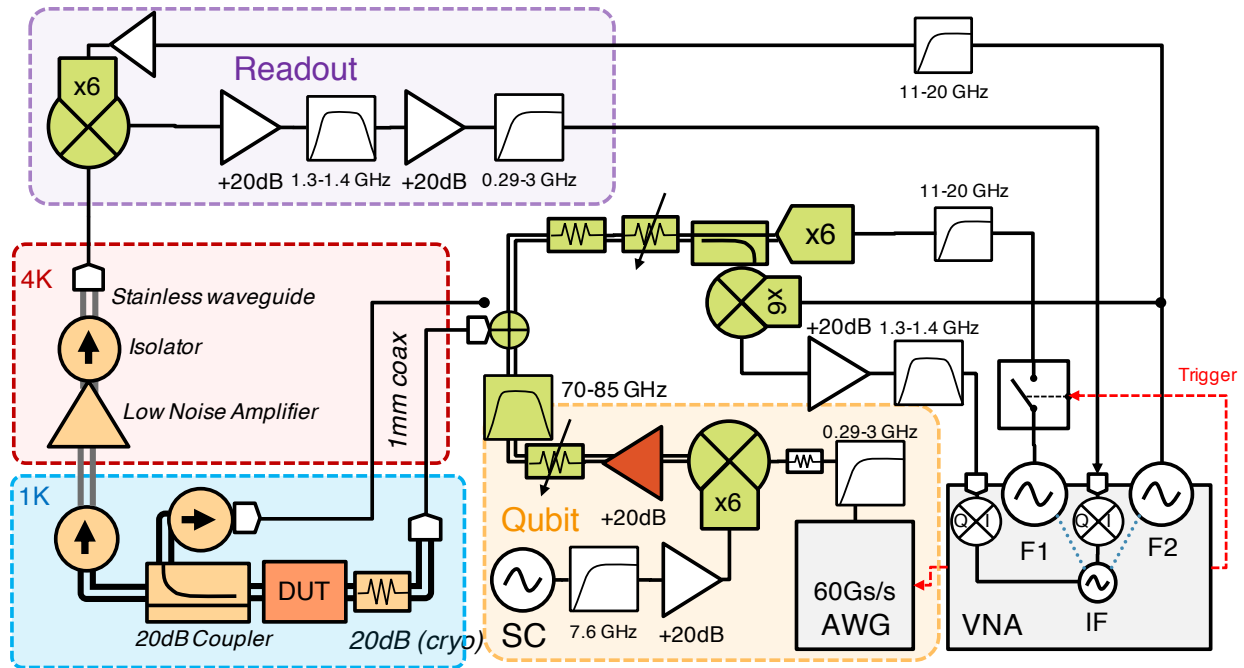 x6
Readout
11-20 GHz
+20dB
1.3-1.4 GHz
+20dB
0.29-3 GHz
4K
Stainless waveguide
Isolator
Low Noise Amplifier
1mm coax
x6
11-20 GHz
x6
+20dB
1.3-1.4 GHz
Trigger
70-85 GHz
0.29-3 GHz
x6
+20dB
Qubit
1K
DUT
20dB Coupler
20dB (cryo)
SC
7.6 GHz
+20dB
60Gs/s
AWG
Q I
F1
Q I
F2
IF
VNA